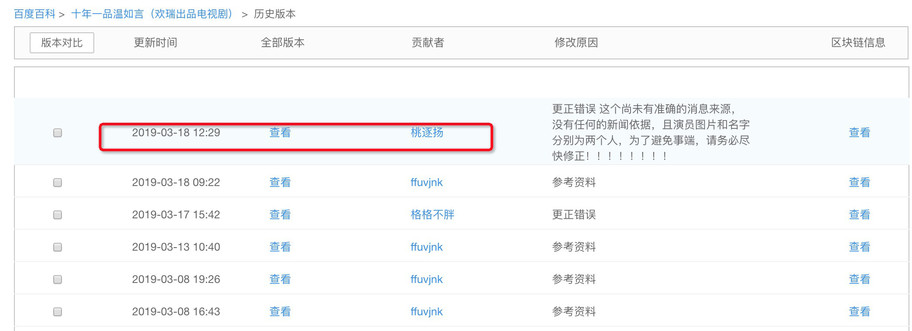 百度百科 > 十年一品温如言（欢瑞出品电视剧） > 历史版本
版本对比 更新时间 全部版本 贡献者 修改原因 区块链信息
更正错误 这个尚未有准确的消息来源，
没有任何的新闻依据，且演员图片和名字
分别为两个人，为了避免事端，请务必尽
快修正！！！！！！！！
2019-03-18 12:29 查看 桃逐扬 查看
2019-03-18 09:22 查看 ffuvjnk 参考资料 查看
2019-03-17 15:42 查看 格格不胖 更正错误 查看
2019-03-13 10:40 查看 ffuvjnk 参考资料 查看
2019-03-08 19:26 查看 ffuvjnk 参考资料 查看
2019-03-08 16:43 查看 ffuvjnk 参考资料 查看